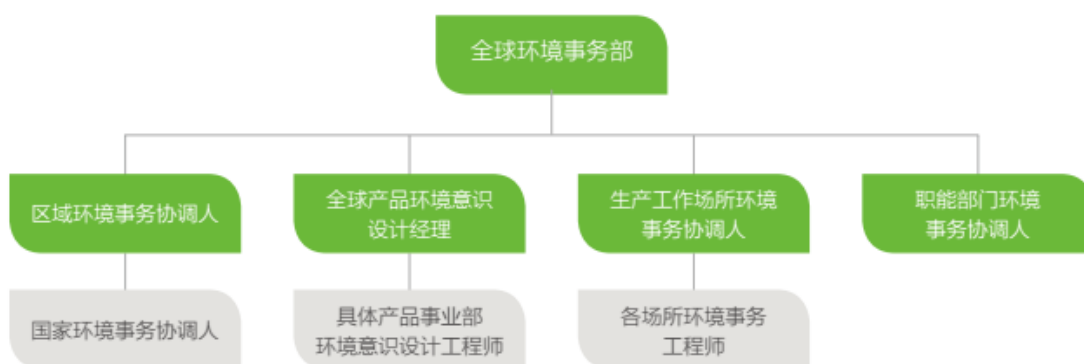 全球环境事务部
区域环境事务协调人
全球产品环境意识
设计经理
生产工作场所环境
事务协调人
职能部门环境
事务协调人
国家环境事务协调人
具体产品事业部
环境意识设计工程师
各场所环境事务
工程师